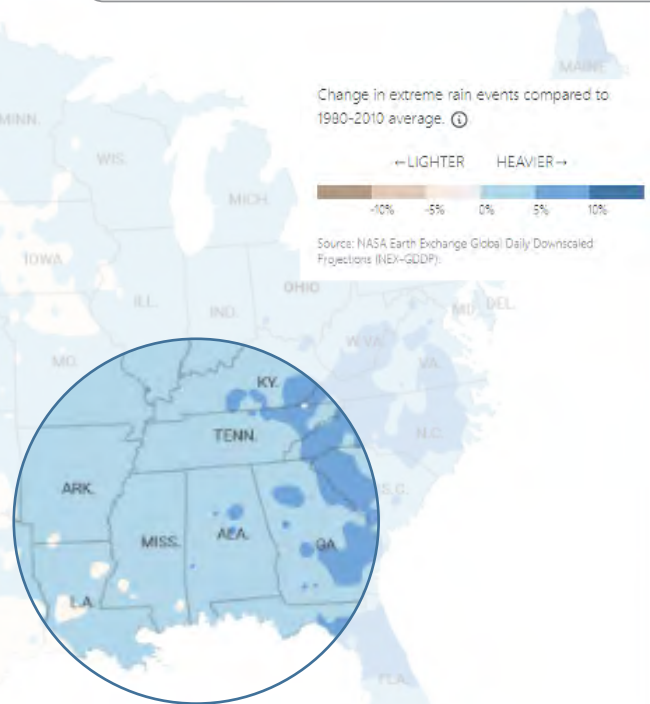 MAINE
Change in extreme rain events compared to
1980-2010 average. ⓘ
MINN.
WIS.
←LIGHTER HEAVIER→
MICH.
-10% -5% 0% 5% 10%
Source: NASA Earth Exchange Global Daily Downscaled
Projections (NEX-GDDP).
IOWA
OHIO
ILL.
IND.
MD.
DEL.
W.VA.
MO.
VA.
KY.
TENN.
N.C.
ARK.
S.C.
MISS.
ALA.
GA.
LA.
FLA.